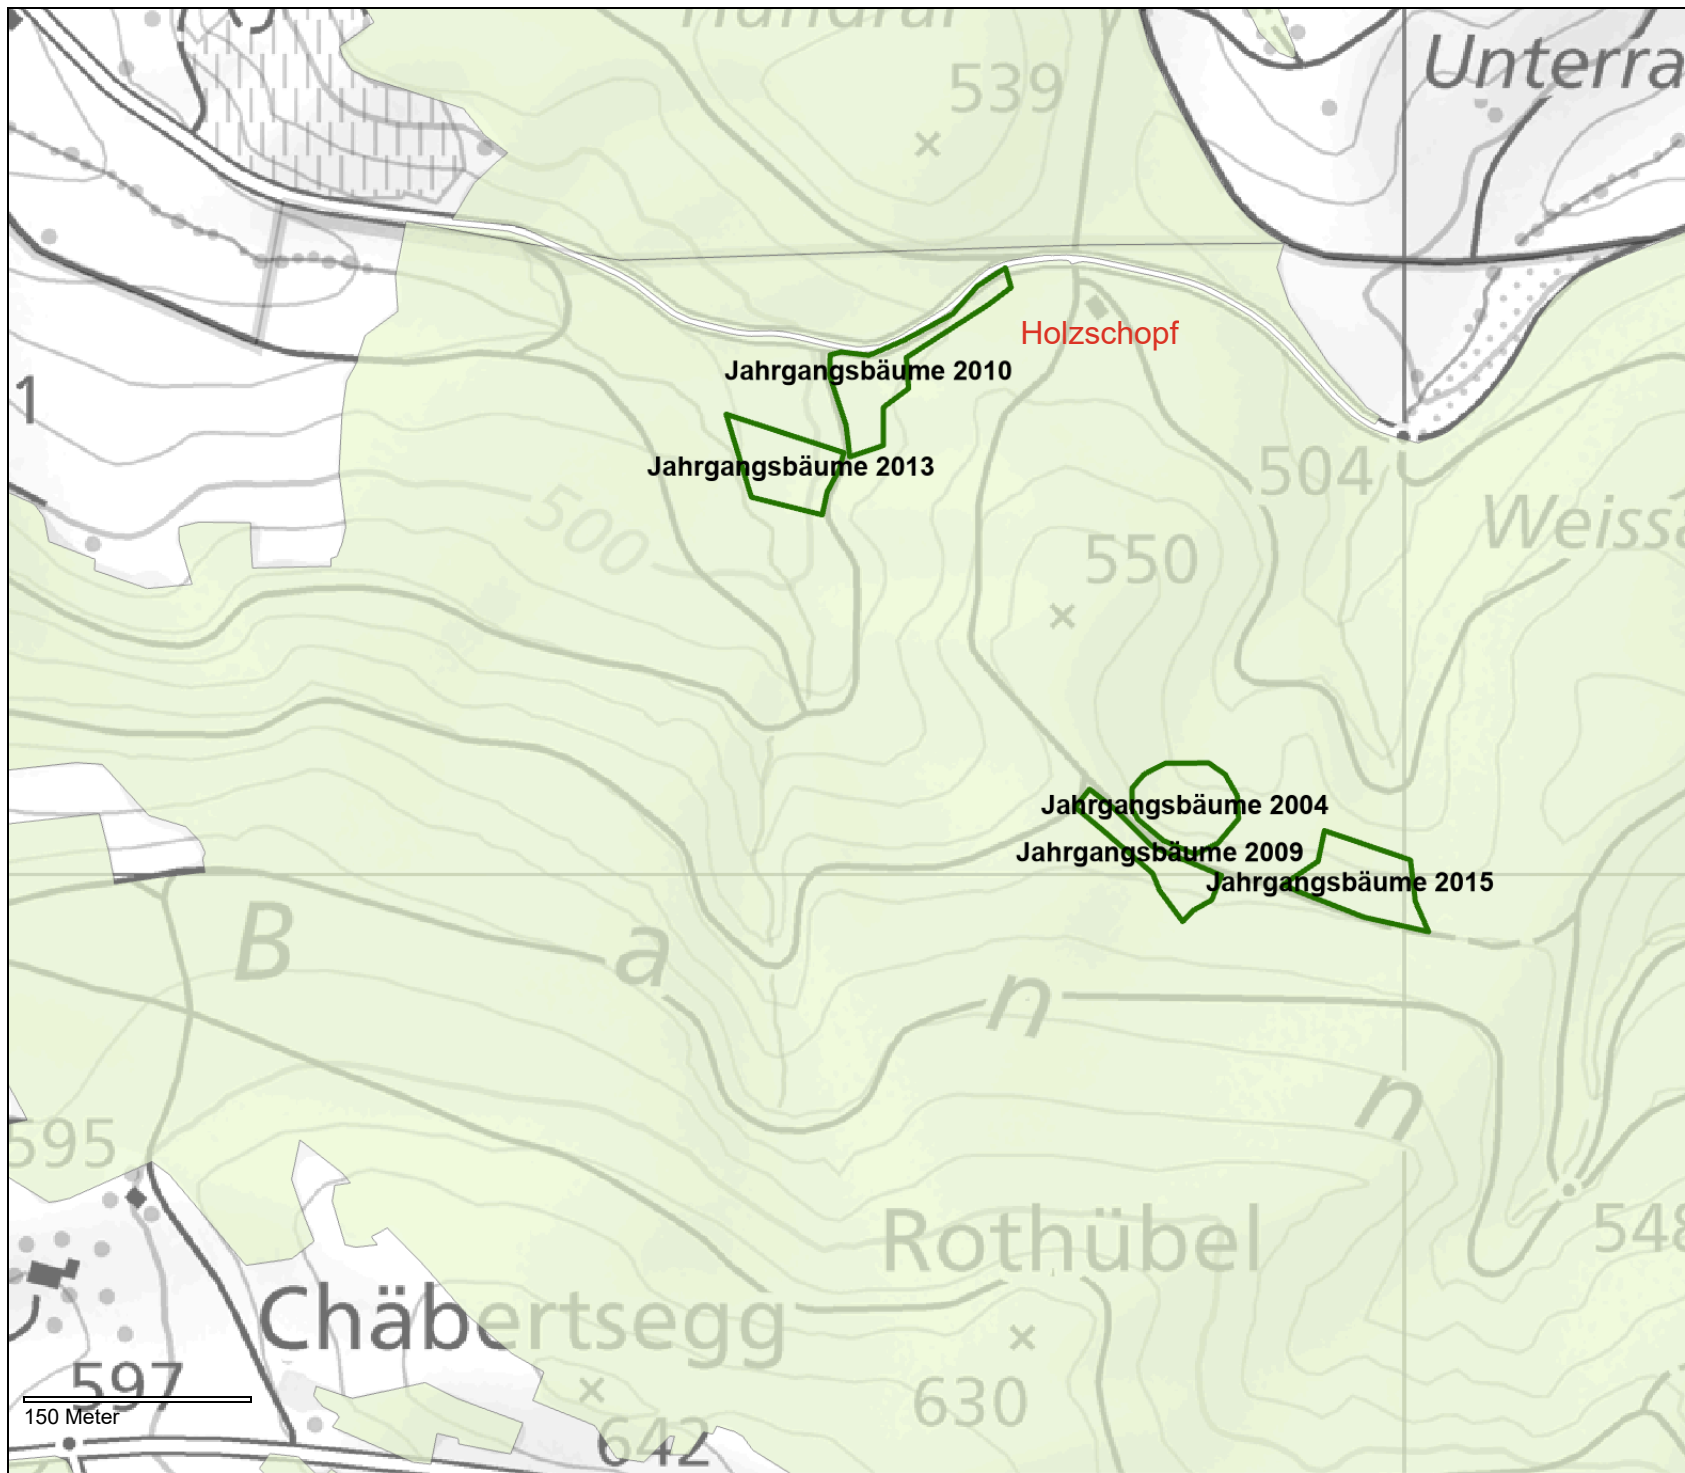 539
Unterra
Holzschopf
Jahrgangsbäume 2010
1
504
Jahrgangsbäume 2013
500
Weiss
550
Jahrgangsbäume 2004
Jahrgangsbäume 2009
Jahrgangsbäume 2015
B a n n
595
Rothübel
548
Chäbertsegg
597
630
150 Meter
642